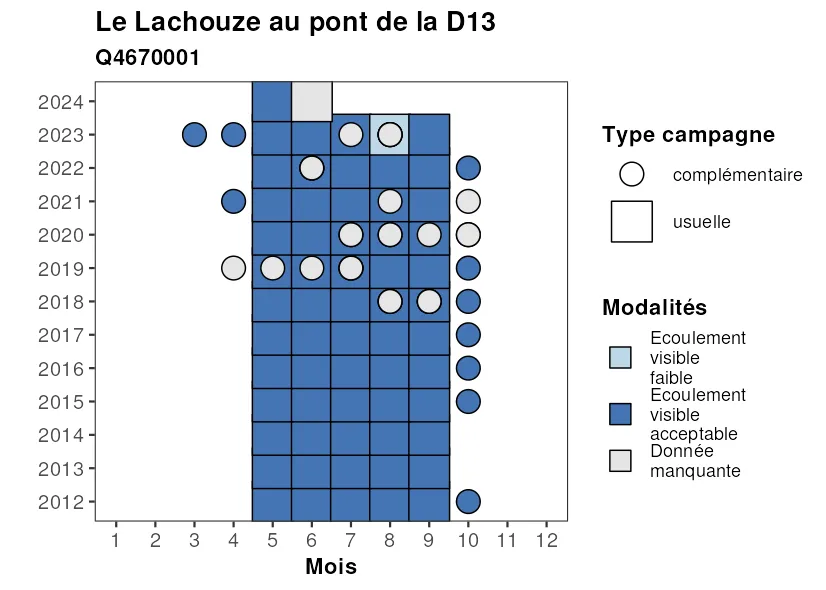 Le Lachouze au pont de la D13
Q4670001
2024
2023
2022
2021
2020
2019
2018
2017
2016
2015
2014
2013
2012
1 2 3 4 5 6 7 8 9 10 11 12
Mois
Type campagne
complémentaire
usuelle
Modalités
Ecoulement
visible
faible
Ecoulement
visible
acceptable
Donnée
manquante